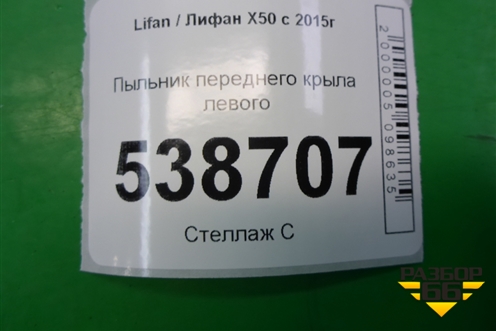 Lifan / Лифан X50 с 2015г
Пыльник переднего крыла
левого
538707
Стеллаж С
2000005098635
РАЗБОР
66